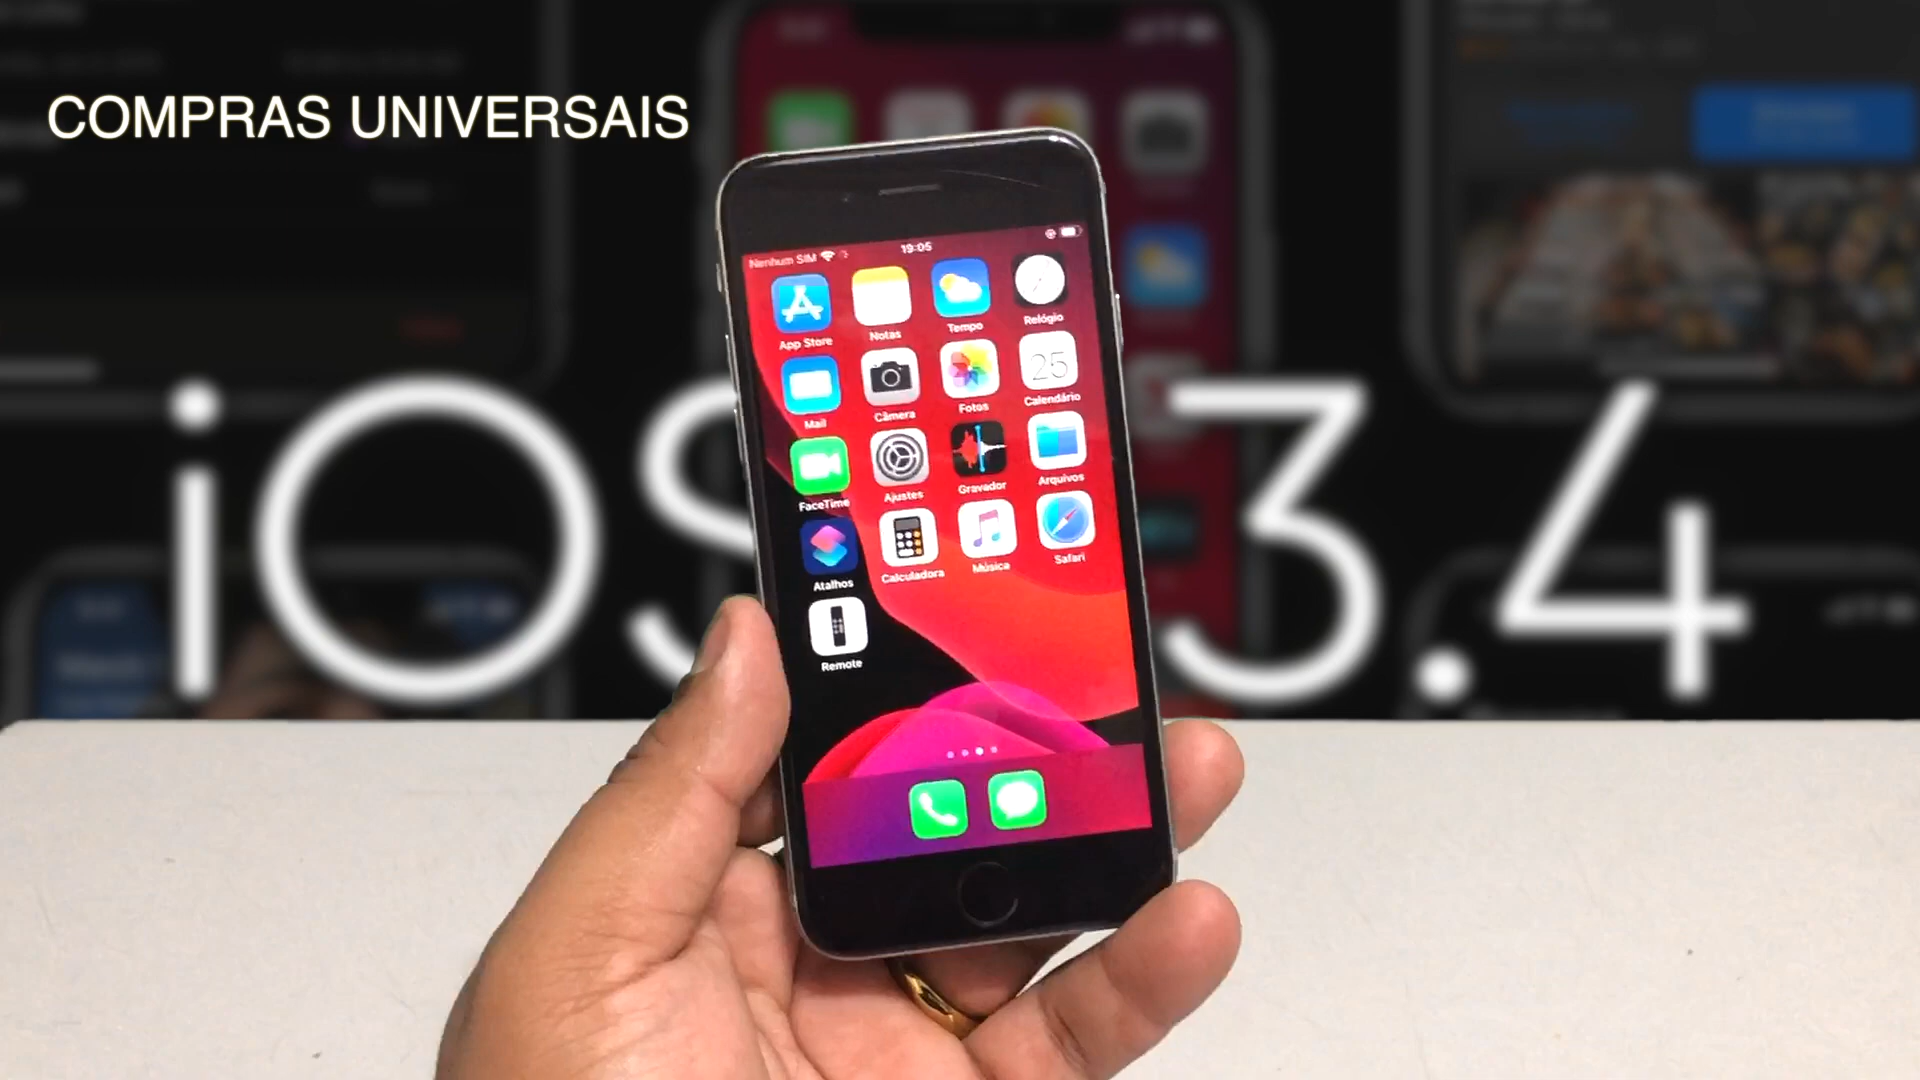 COMPRAS UNIVERSAIS
iOS 3.4
Nenhum SIM 19:05
App Store Notas Tempo Relógio
25
Mail Câmera Fotos Calendário
FaceTime Ajustes Gravador Arquivos
Atalhos Calculadora Música Safari
Remote